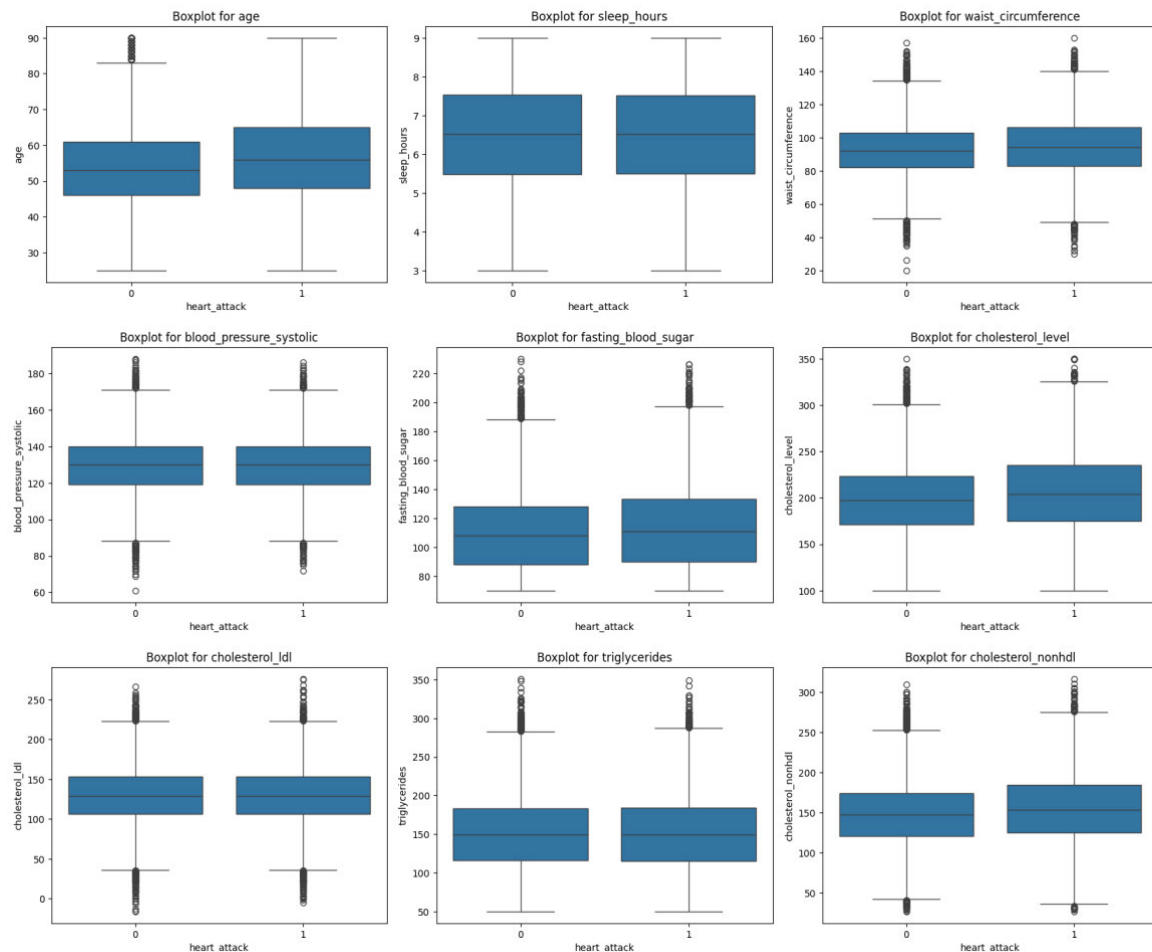 Boxplot for age
90
80
70
60
50
40
30
age
0
1
heart_attack
Boxplot for sleep_hours
9
8
7
6
5
4
3
sleep_hours
0
1
heart_attack
Boxplot for waist_circumference
160
140
120
100
80
60
40
20
waist_circumference
0
1
heart_attack
Boxplot for blood_pressure_systolic
180
160
140
120
100
80
60
blood_pressure_systolic
0
1
heart_attack
Boxplot for fasting_blood_sugar
220
200
180
160
140
120
100
80
fasting_blood_sugar
0
1
heart_attack
Boxplot for cholesterol_level
350
300
250
200
150
100
cholesterol_level
0
1
heart_attack
Boxplot for cholesterol_ldl
250
200
150
100
50
0
cholesterol_ldl
0
1
heart_attack
Boxplot for triglycerides
350
300
250
200
150
100
50
triglycerides
0
1
heart_attack
Boxplot for cholesterol_nonhdl
300
250
200
150
100
50
cholesterol_nonhdl
0
1
heart_attack